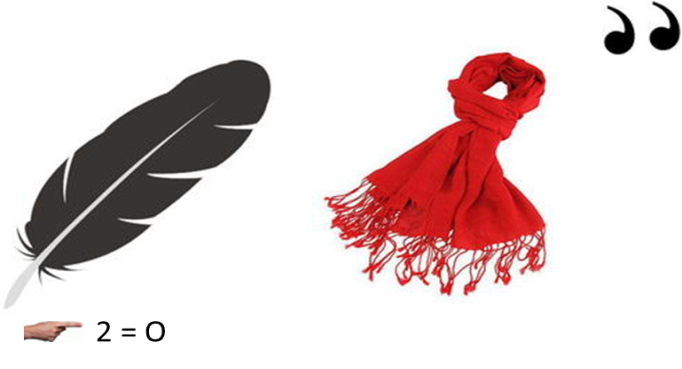 ,,
2 = O